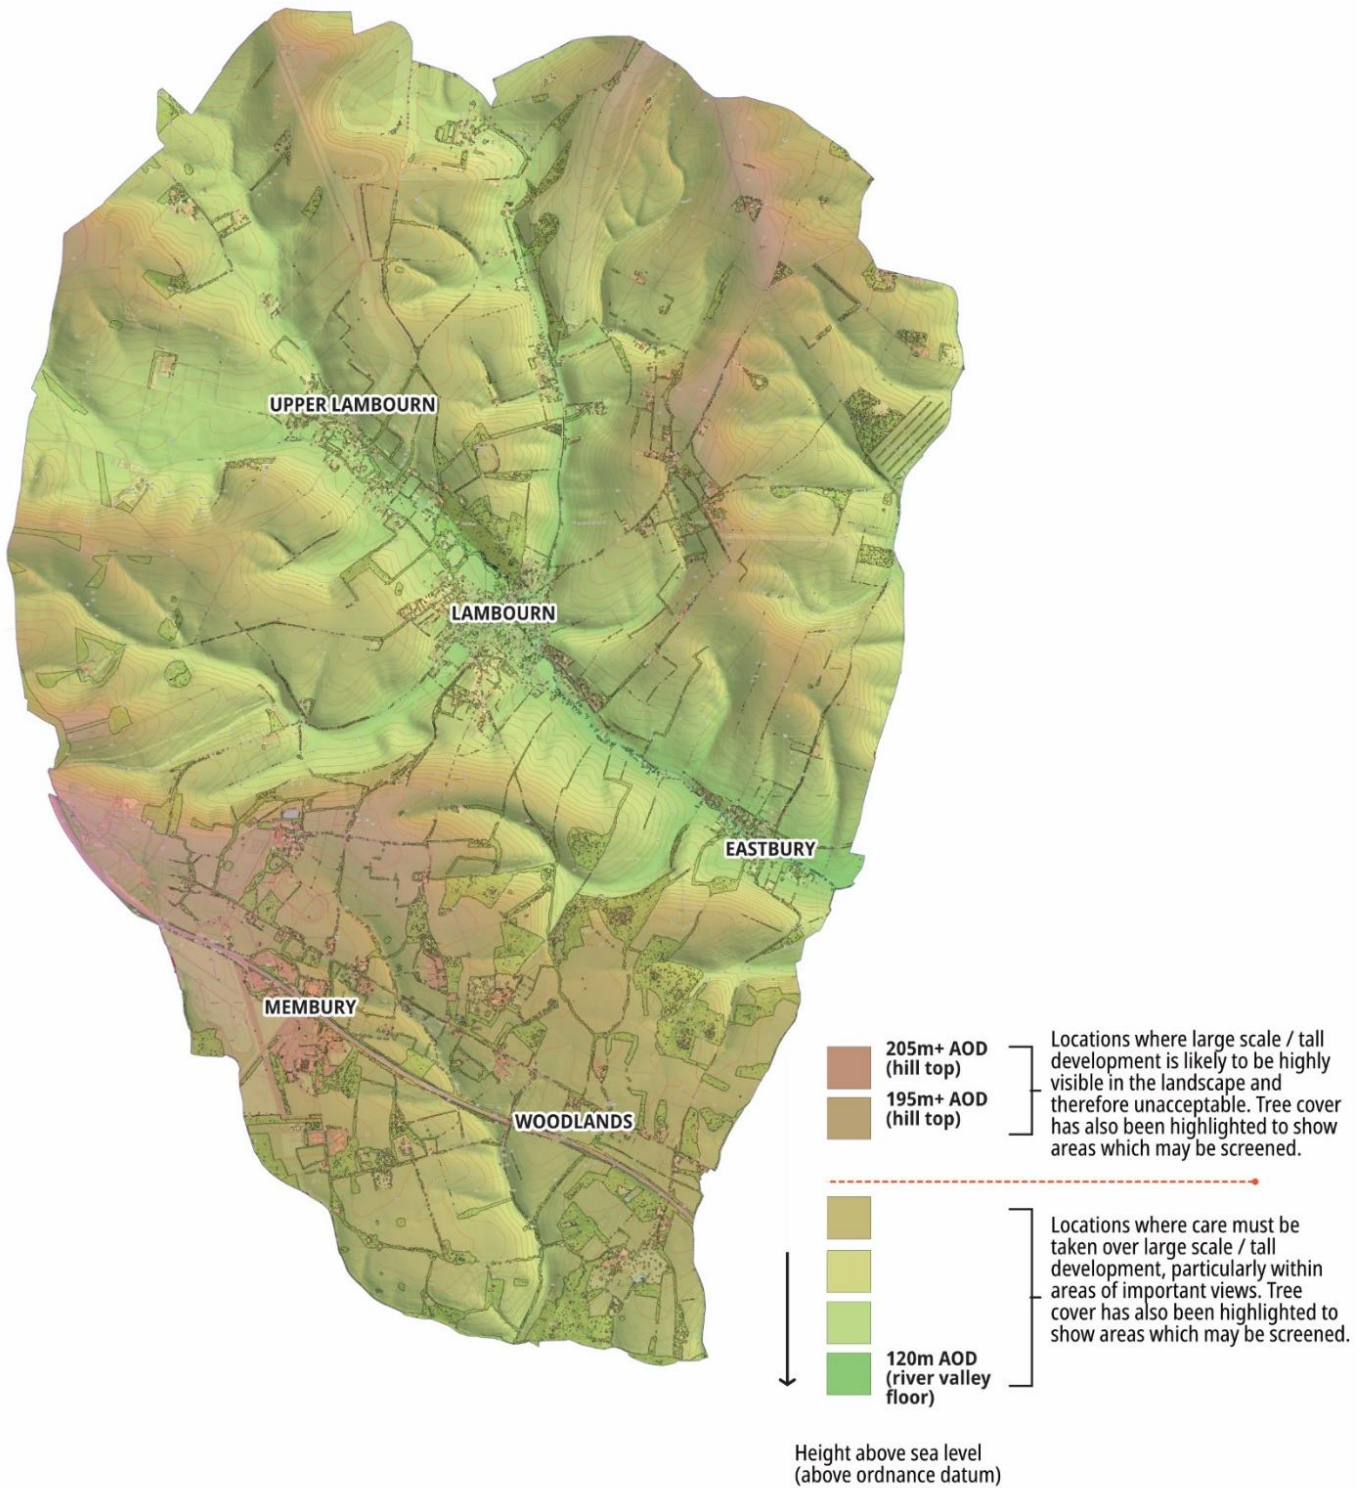 UPPER LAMBOURN
LAMBOURN
EASTBURY
MEMBURY
WOODLANDS
205m+ AOD
(hill top)
195m+ AOD
(hill top)
Locations where large scale / tall
development is likely to be highly
visible in the landscape and
therefore unacceptable. Tree cover
has also been highlighted to show
areas which may be screened.
Locations where care must be
taken over large scale / tall
development, particularly within
areas of important views. Tree
cover has also been highlighted to
show areas which may be screened.
120m AOD
(river valley
floor)
Height above sea level
(above ordnance datum)